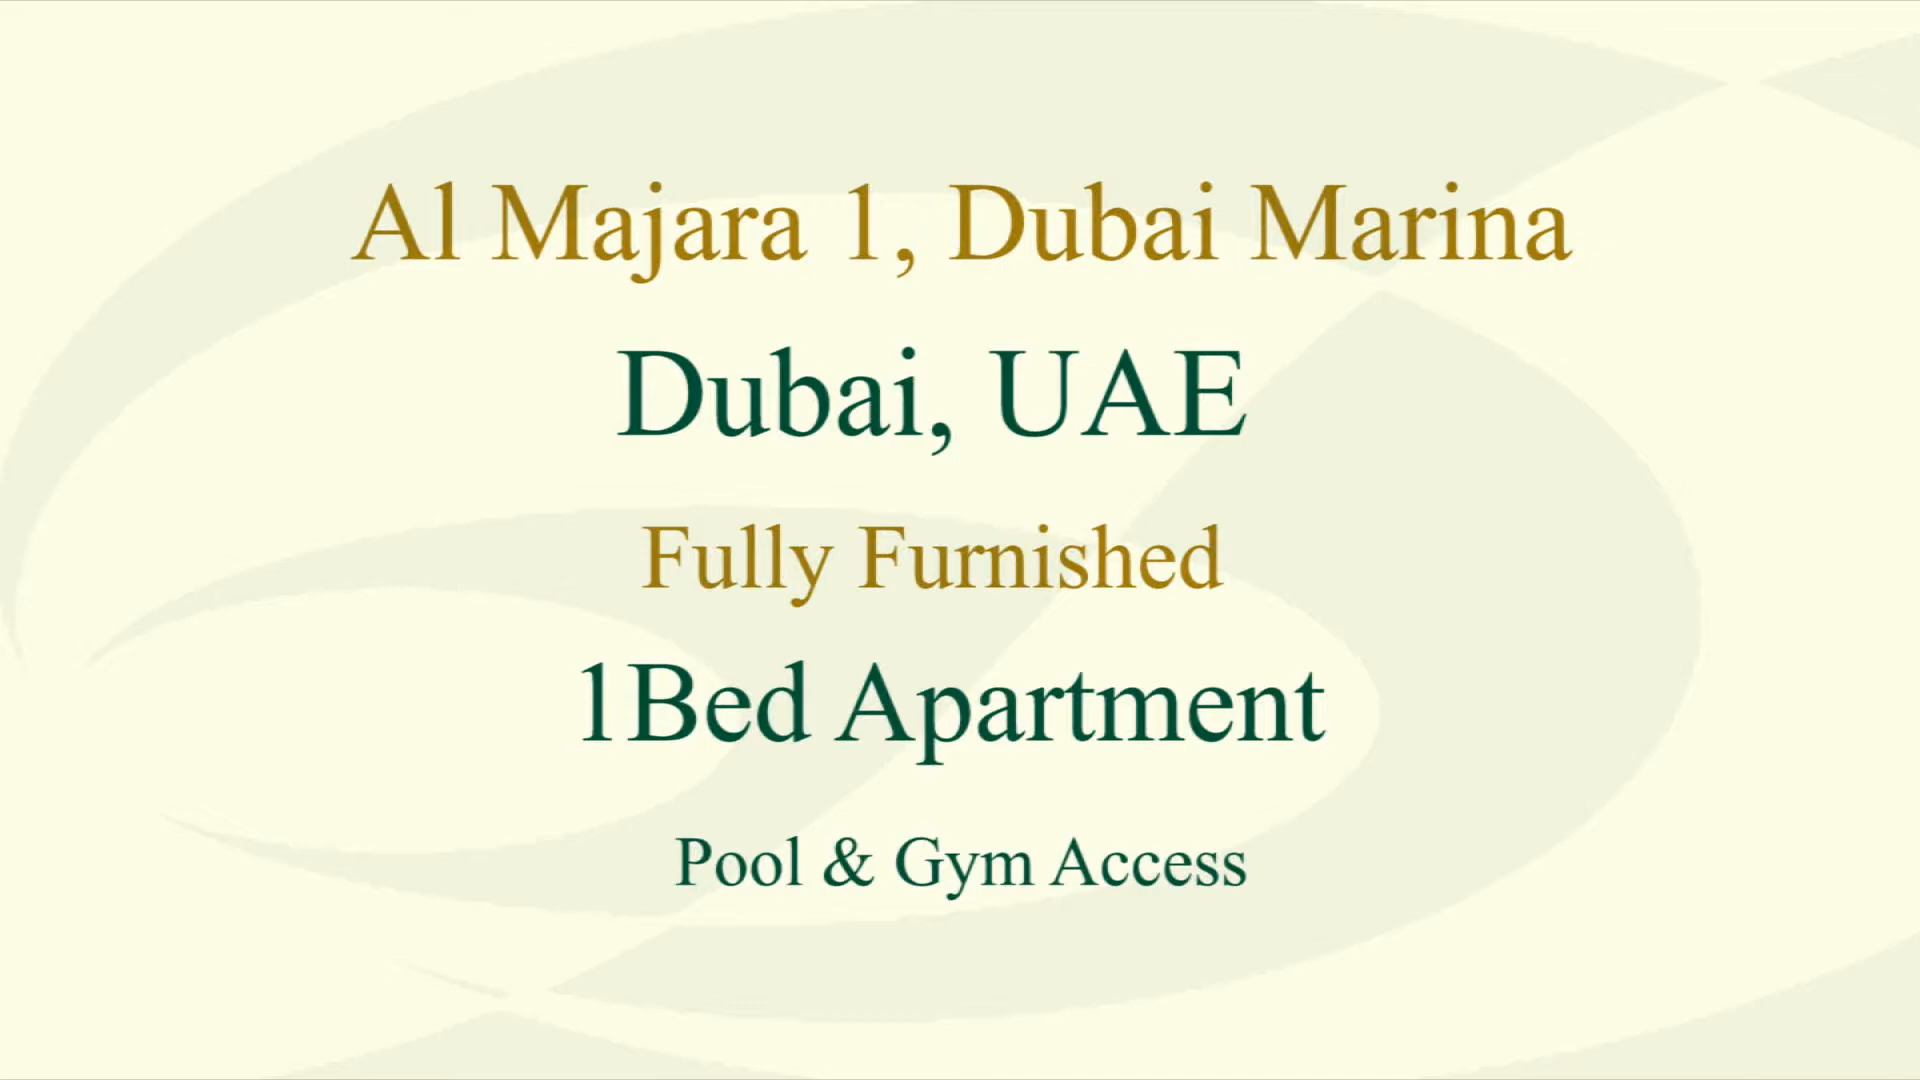 Al Majara 1, Dubai Marina
Dubai, UAE
Fully Furnished
1Bed Apartment
Pool & Gym Access